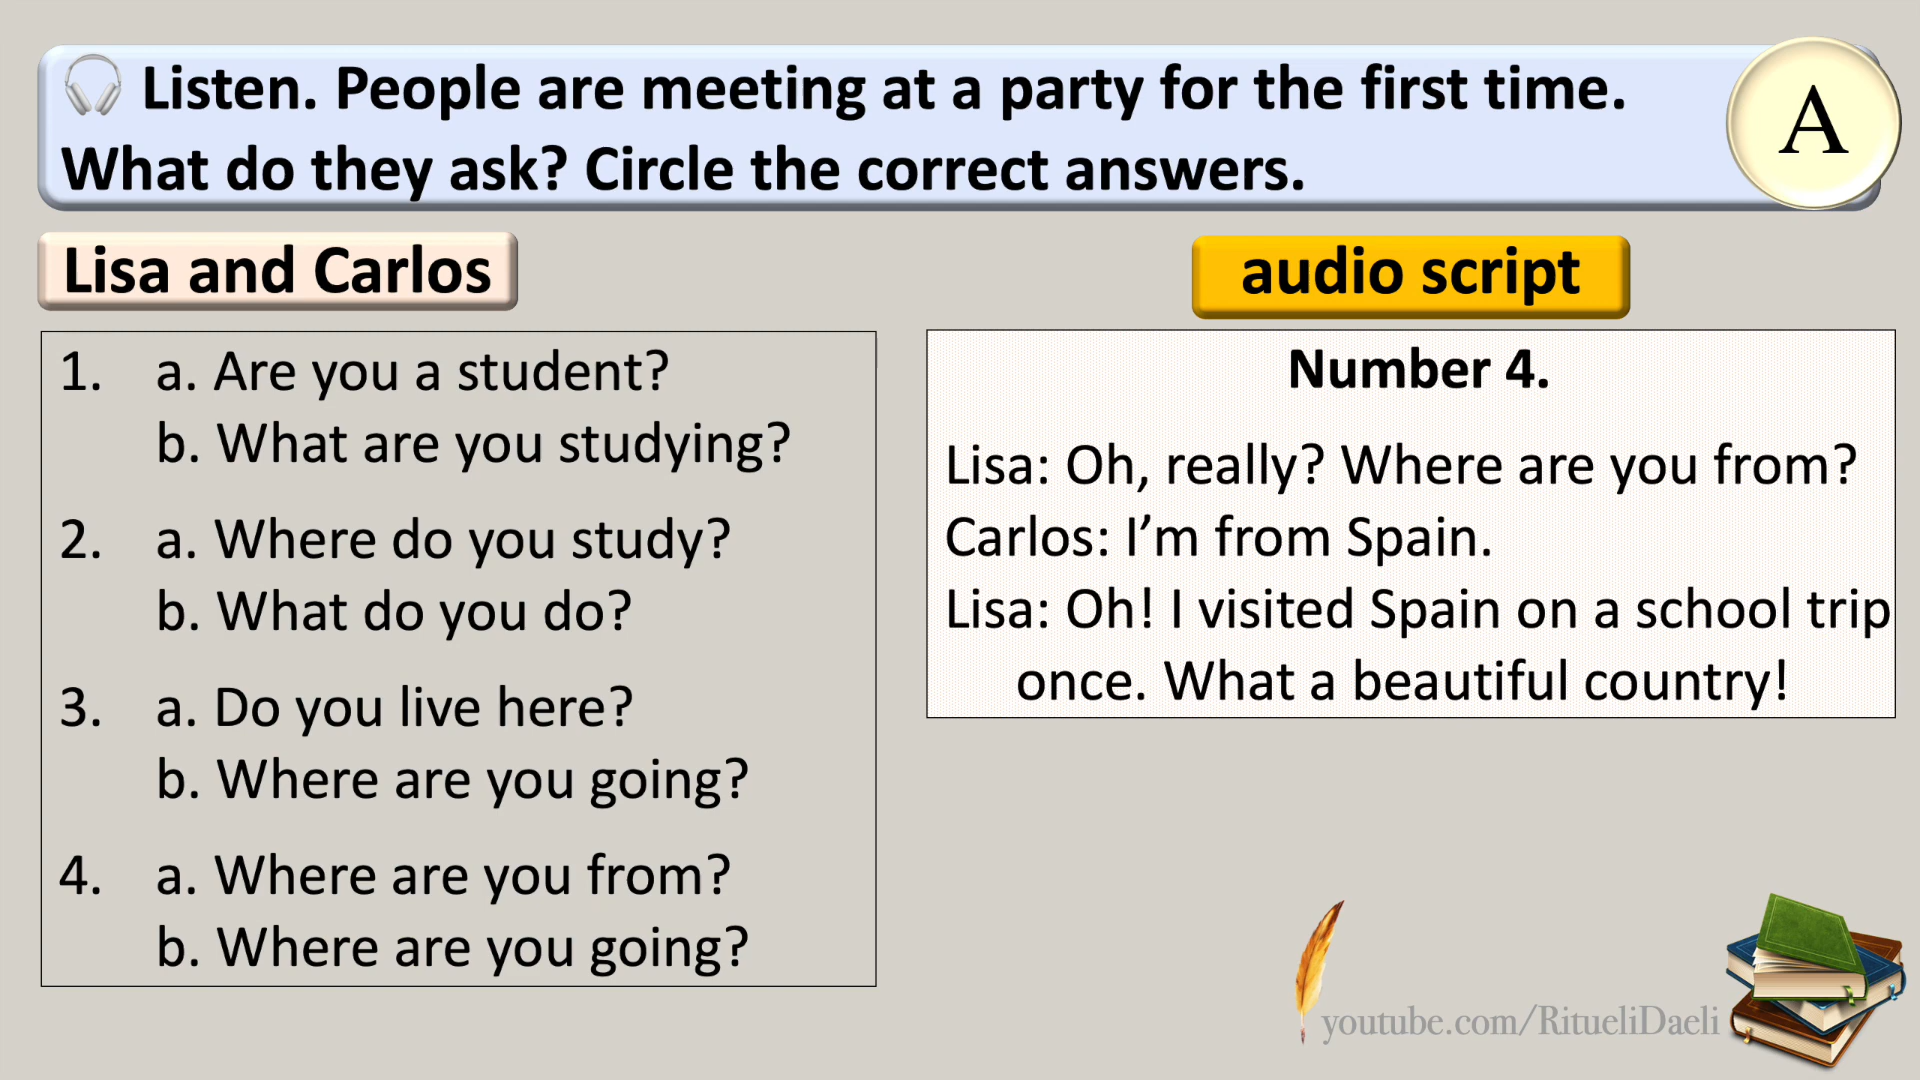 Listen. People are meeting at a party for the first time.
What do they ask? Circle the correct answers.
A
Lisa and Carlos
1. a. Are you a student?
b. What are you studying?
2. a. Where do you study?
b. What do you do?
3. a. Do you live here?
b. Where are you going?
4. a. Where are you from?
b. Where are you going?
audio script
Number 4.
Lisa: Oh, really? Where are you from?
Carlos: I’m from Spain.
Lisa: Oh! I visited Spain on a school trip
once. What a beautiful country!
youtube.com/RitueliDaeli